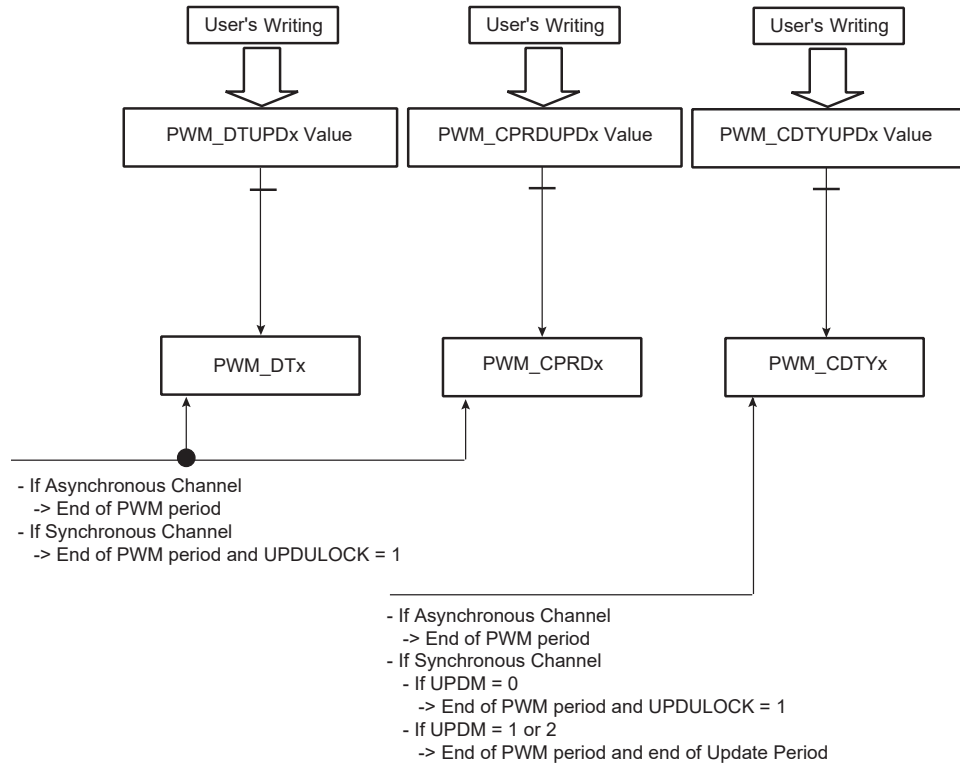 User's Writing
User's Writing
User's Writing
PWM_DTUPDx Value
PWM_CPRDUPDx Value
PWM_CDTYUPDx Value
PWM_DTx
PWM_CPRDx
PWM_CDTYx
- If Asynchronous Channel
-> End of PWM period
- If Synchronous Channel
-> End of PWM period and UPDULOCK = 1
- If Asynchronous Channel
-> End of PWM period
- If Synchronous Channel
- If UPDM = 0
-> End of PWM period and UPDULOCK = 1
- If UPDM = 1 or 2
-> End of PWM period and end of Update Period